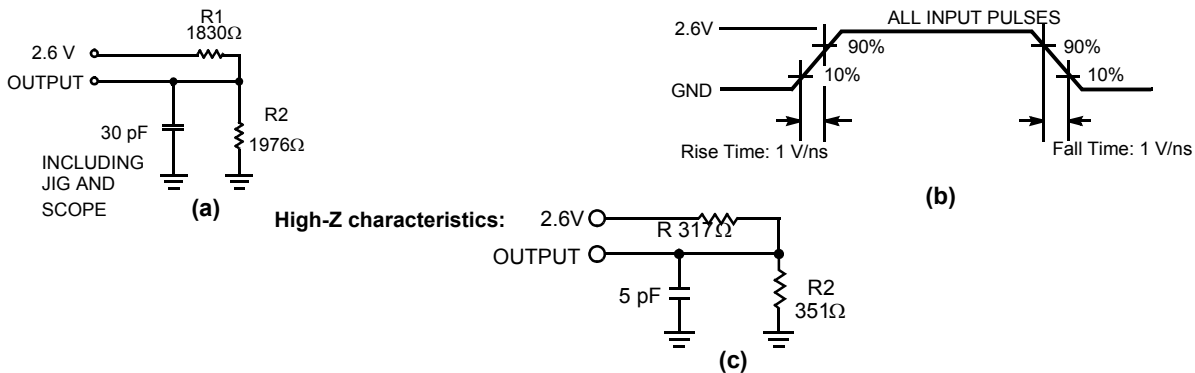 R1
1830Ω
2.6 V
OUTPUT
30 pF
R2
1976Ω
INCLUDING
JIG AND
SCOPE
(a)
ALL INPUT PULSES
2.6V
90%
10%
GND
90%
10%
Rise Time: 1 V/ns
Fall Time: 1 V/ns
(b)
High-Z characteristics:
2.6V
R 317Ω
OUTPUT
5 pF
R2
351Ω
(c)